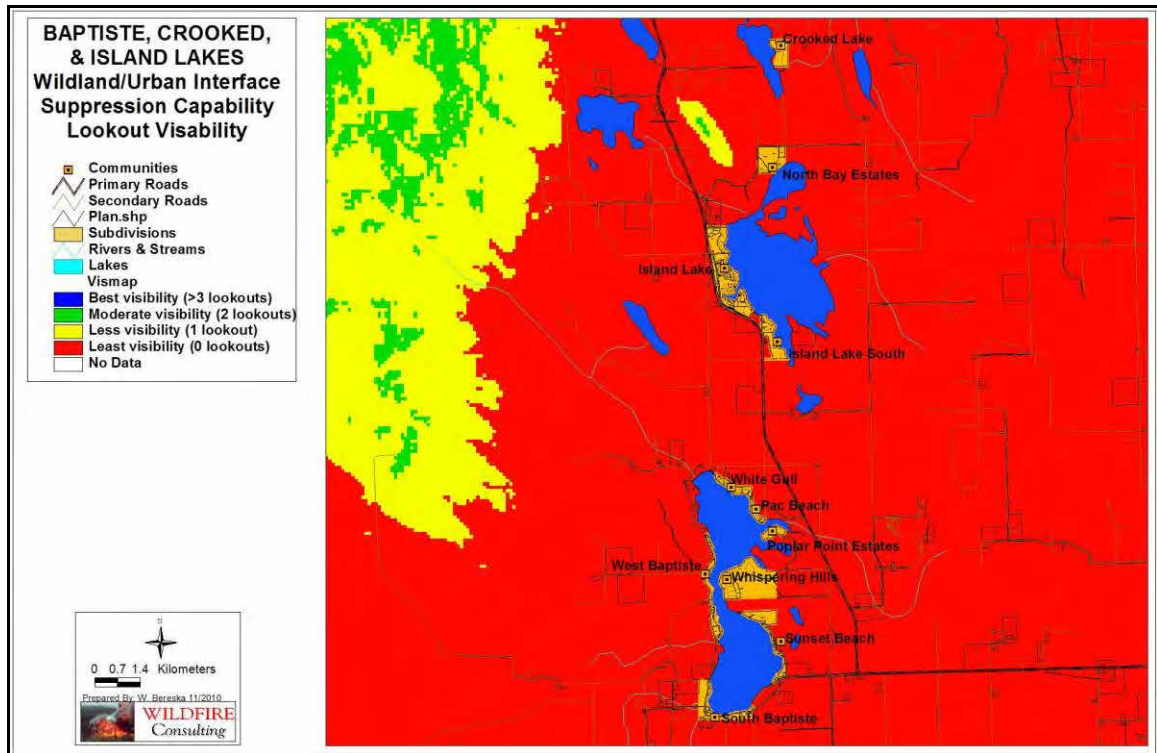 BAPTISTE, CROOKED,
& ISLAND LAKES
Wildland/Urban Interface
Suppression Capability
Lookout Visability
Communities
Primary Roads
Secondary Roads
Plan.shp
Subdivisions
Rivers & Streams
Lakes
Vismap
Best visibility (>3 lookouts)
Moderate visibility (2 lookouts)
Less visibility (1 lookout)
Least visibility (0 lookouts)
No Data
Crooked Lake
North Bay Estates
Island Lake
Island Lake South
White Gull
Pac Beach
Poplar Point Estates
West Baptiste
Whispering Hills
Sunset Beach
South Baptiste
N
0 0.7 1.4 Kilometers
Prepared By: W. Bereska 11/2010
WILDFIRE
Consulting